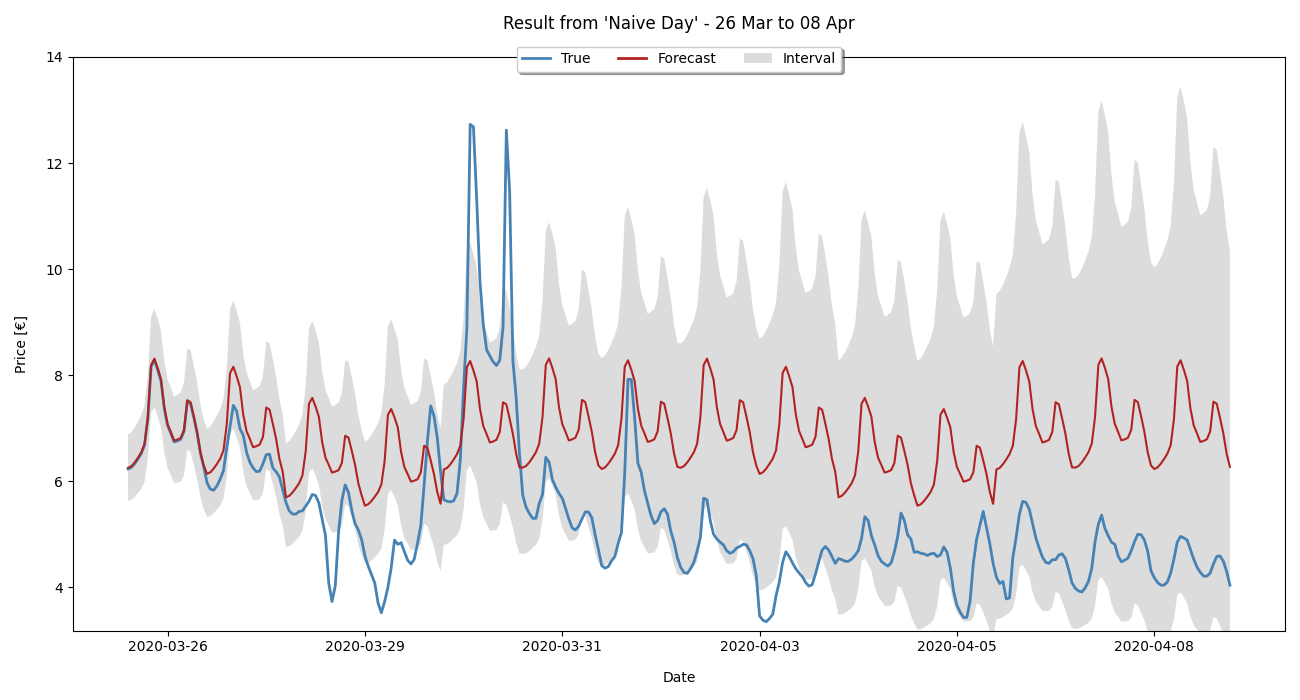 Result from 'Naive Day' - 26 Mar to 08 Apr
True Forecast Interval
Price [€]
14
12
10
8
6
4
2020-03-26 2020-03-29 2020-03-31 2020-04-03 2020-04-05 2020-04-08
Date